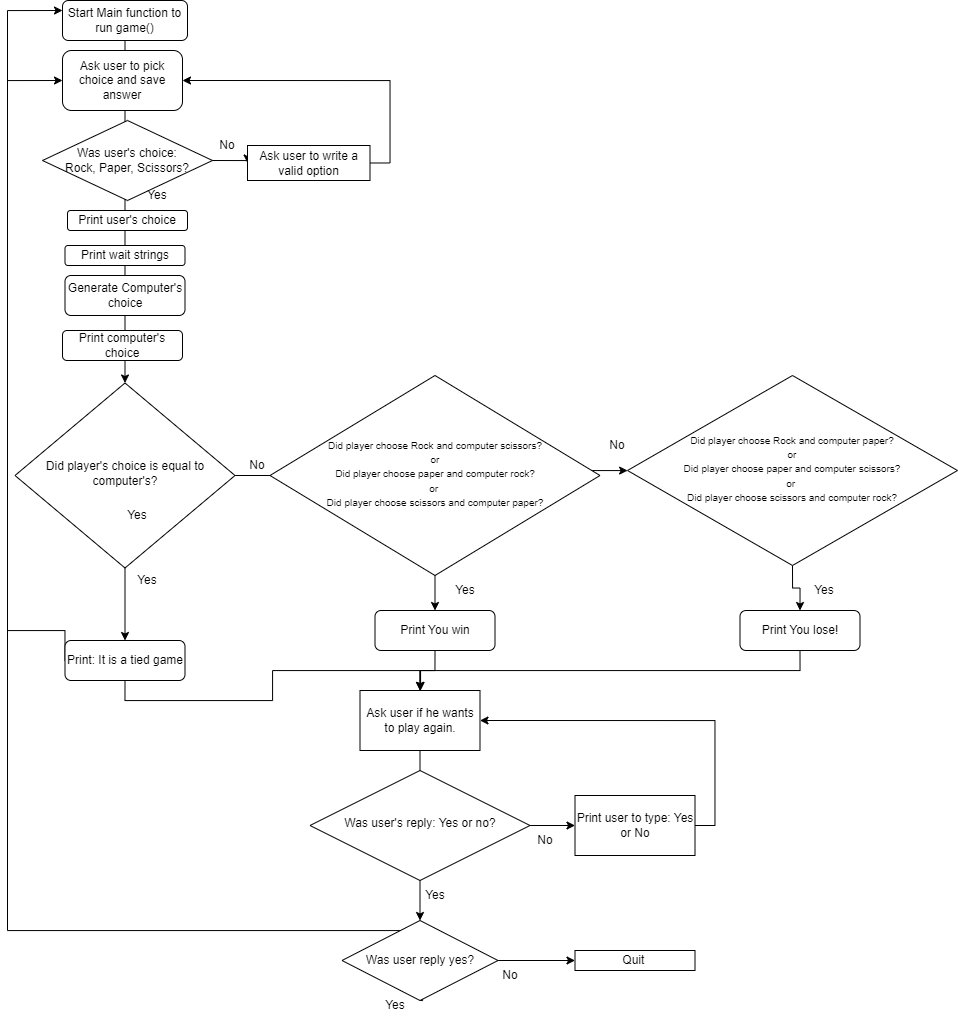 Start Main function to
run game()
Ask user to pick
choice and save
answer
Was user's choice:
Rock, Paper, Scissors?
No
Ask user to write a
valid option
Yes
Print user's choice
Print wait strings
Generate Computer's
choice
Print computer's
choice
Did player's choice is equal to
computer's?
Yes
No
Did player choose Rock and computer scissors?
or
Did player choose paper and computer rock?
or
Did player choose scissors and computer paper?
No
Did player choose Rock and computer paper?
or
Did player choose paper and computer scissors?
or
Did player choose scissors and computer rock?
Yes
Yes
Yes
Print: It is a tied game
Print You win
Print You lose!
Ask user if he wants
to play again.
Was user's reply: Yes or no?
No
Print user to type: Yes
or No
Yes
Was user reply yes?
No
Quit
Yes